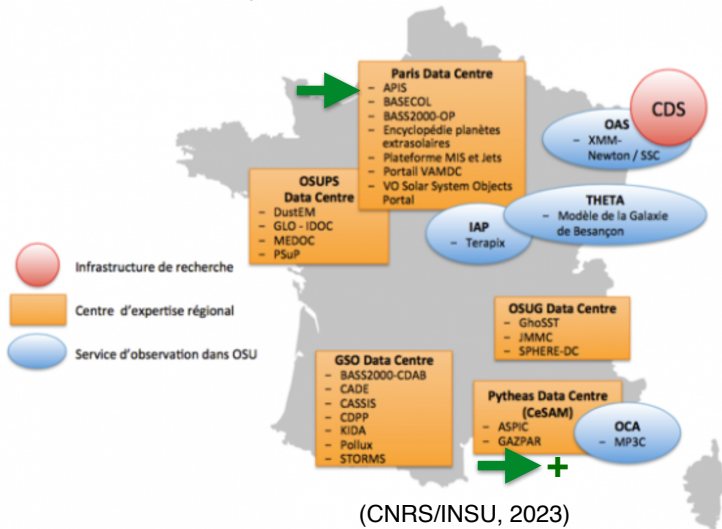 Paris Data Centre
– APIS
– BASECOL
– BASS2000-OP
– Encyclopédie planètes
extrasolaires
– Plateforme MIS et Jets
– Portail VAMDC
– VO Solar System Objects
Portal
CDS
OAS
– XMM-
Newton / SSC
OSUPS
Data Centre
– DustEM
– GLO - IDOC
– MEDOC
– PSuP
THETA
– Modèle de la Galaxie
de Besançon
IAP
– Terapix
Infrastructure de recherche
Centre d'expertise régional
Service d'observation dans OSU
OSUG Data Centre
– GhoSST
– JMMC
– SPHERE-DC
GSO Data Centre
– BASS2000-CDAB
– CADE
– CASSIS
– CDPP
– KIDA
– Pollux
– STORMS
Pytheas Data Centre
(CeSAM)
– ASPIC
– GAZPAR
OCA
– MP3C
+
(CNRS/INSU, 2023)